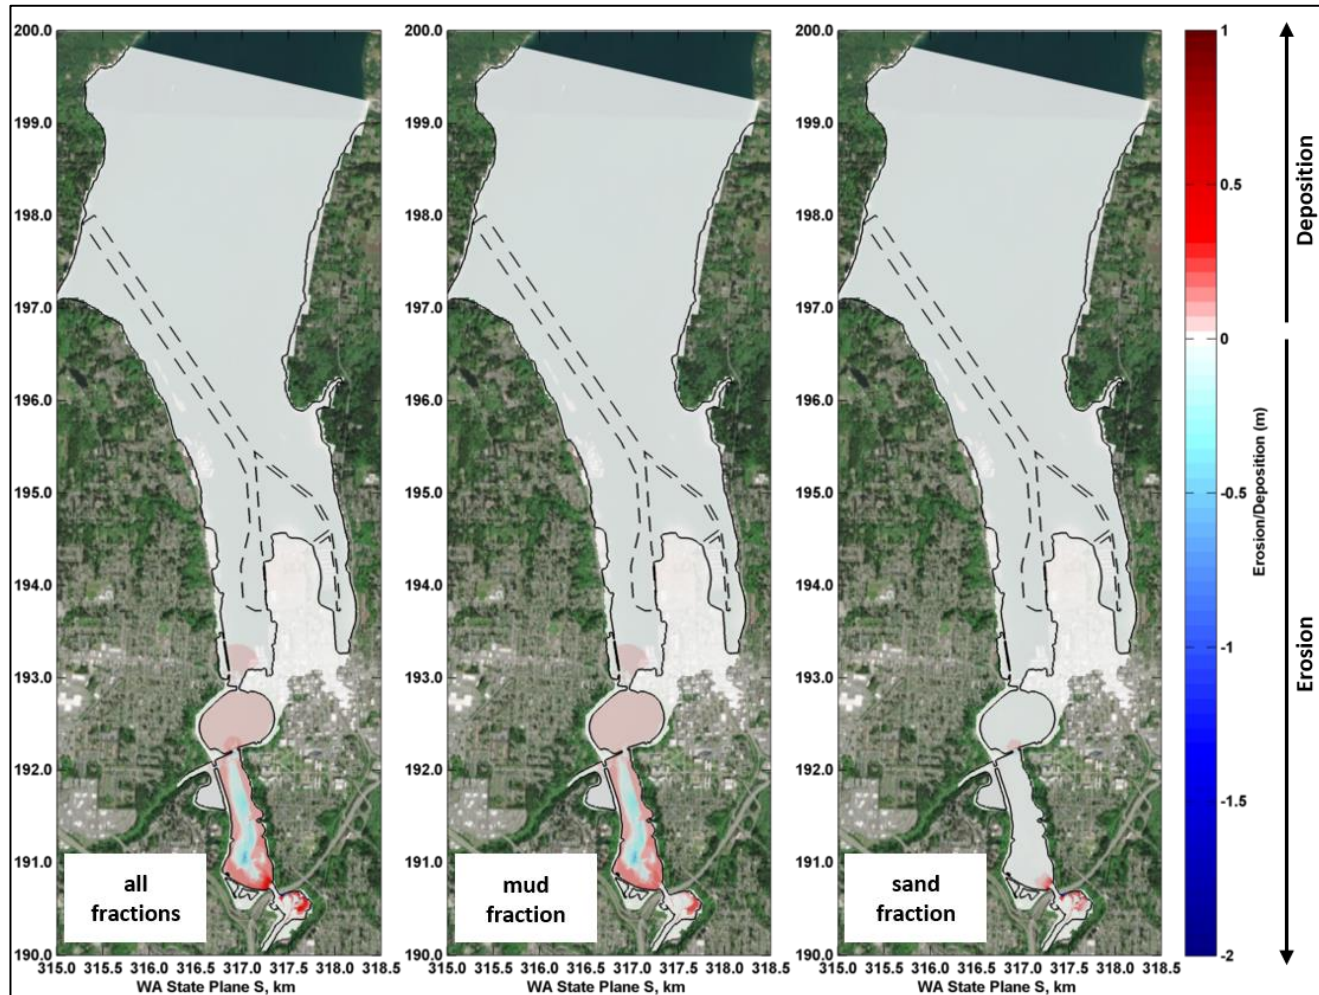 200.0
199.0
198.0
197.0
196.0
195.0
194.0
193.0
192.0
191.0
190.0
315.0 315.5 316.0 316.5 317.0 317.5 318.0 318.5
WA State Plane S, km
all
fractions
200.0
199.0
198.0
197.0
196.0
195.0
194.0
193.0
192.0
191.0
190.0
315.0 315.5 316.0 316.5 317.0 317.5 318.0 318.5
WA State Plane S, km
mud
fraction
200.0
199.0
198.0
197.0
196.0
195.0
194.0
193.0
192.0
191.0
190.0
315.0 315.5 316.0 316.5 317.0 317.5 318.0 318.5
WA State Plane S, km
sand
fraction
1
0.5
0
-0.5
-1
-1.5
-2
Erosion/Deposition (m)
Deposition
Erosion